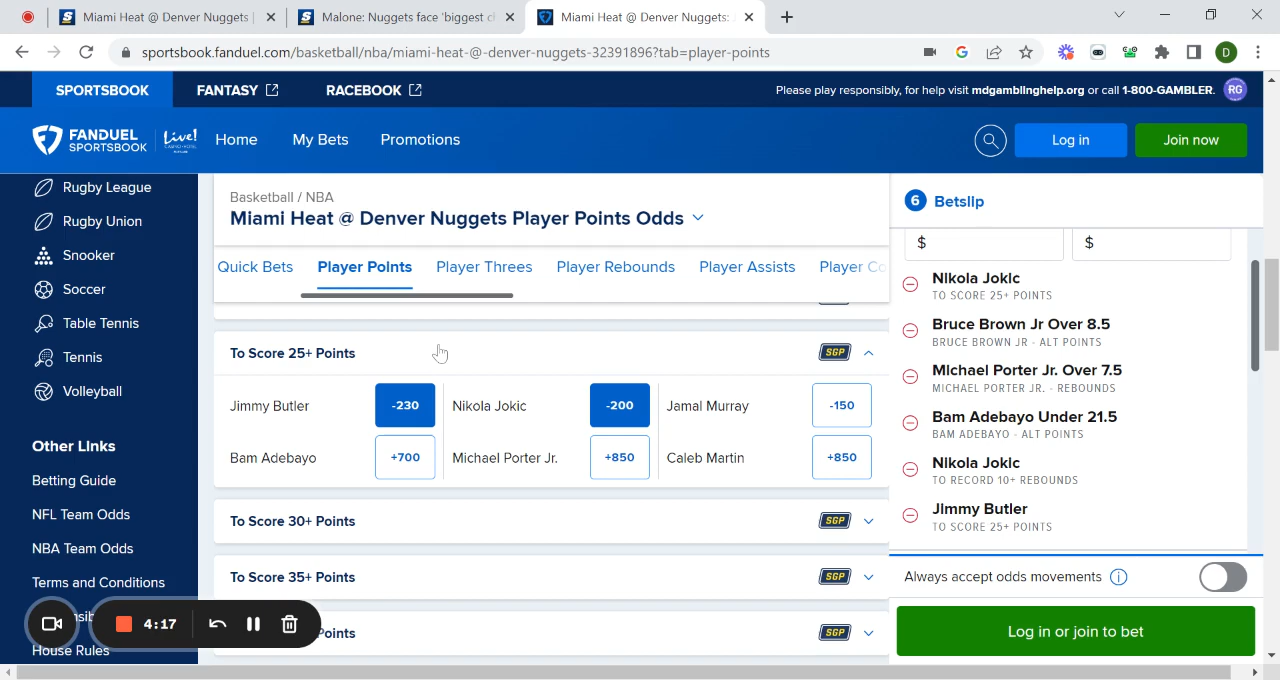 Miami Heat @ Denver Nuggets |
Malone: Nuggets face 'biggest ch
Miami Heat @ Denver Nuggets:
sportsbook.fanduel.com/basketball/nba/miami-heat-@-denver-nuggets-32391896?tab=player-points
D
SPORTSBOOK
FANTASY
RACEBOOK
Please play responsibly, for help visit mdgamblinghelp.org or call 1-800-GAMBLER.
RG
FANDUEL
SPORTSBOOK
Live!
Home
My Bets
Promotions
Log in
Join now
Rugby League
Rugby Union
Snooker
Soccer
Table Tennis
Tennis
Volleyball
Other Links
Betting Guide
NFL Team Odds
NBA Team Odds
Terms and Conditions
House Rules
4:17
Basketball / NBA
Miami Heat @ Denver Nuggets Player Points Odds
Quick Bets
Player Points
Player Threes
Player Rebounds
Player Assists
Player Co
To Score 25+ Points
SGP
Jimmy Butler
-230
Nikola Jokic
-200
Jamal Murray
-150
Bam Adebayo
+700
Michael Porter Jr.
+850
Caleb Martin
+850
To Score 30+ Points
SGP
To Score 35+ Points
SGP
Points
SGP
6
Betslip
$
$
Nikola Jokic
TO SCORE 25+ POINTS
Bruce Brown Jr Over 8.5
BRUCE BROWN JR - ALT POINTS
Michael Porter Jr. Over 7.5
MICHAEL PORTER JR. - REBOUNDS
Bam Adebayo Under 21.5
BAM ADEBAYO - ALT POINTS
Nikola Jokic
TO RECORD 10+ REBOUNDS
Jimmy Butler
TO SCORE 25+ POINTS
Always accept odds movements
Log in or join to bet